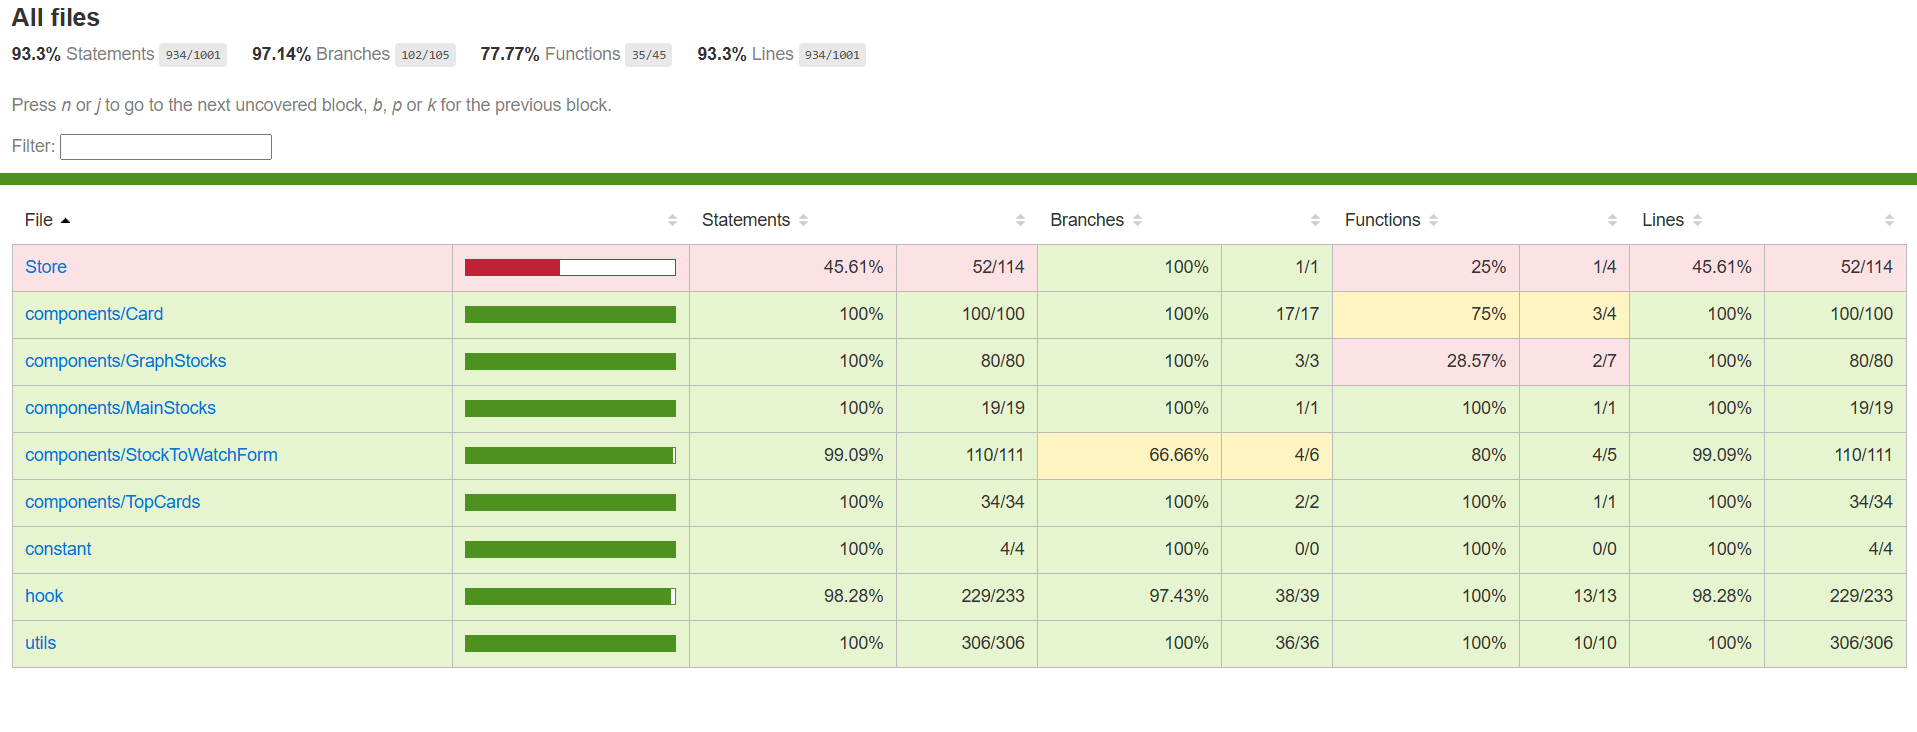 All files
93.3% Statements 934/1001 97.14% Branches 102/105 77.77% Functions 35/45 93.3% Lines 934/1001
Press n or j to go to the next uncovered block, b, p or k for the previous block.
Filter:
File Statements Branches Functions Lines
Store 45.61% 52/114 100% 1/1 25% 1/4 45.61% 52/114
components/Card 100% 100/100 100% 17/17 75% 3/4 100% 100/100
components/GraphStocks 100% 80/80 100% 3/3 28.57% 2/7 100% 80/80
components/MainStocks 100% 19/19 100% 1/1 100% 1/1 100% 19/19
components/StockToWatchForm 99.09% 110/111 66.66% 4/6 80% 4/5 99.09% 110/111
components/TopCards 100% 34/34 100% 2/2 100% 1/1 100% 34/34
constant 100% 4/4 100% 0/0 100% 0/0 100% 4/4
hook 98.28% 229/233 97.43% 38/39 100% 13/13 98.28% 229/233
utils 100% 306/306 100% 36/36 100% 10/10 100% 306/306